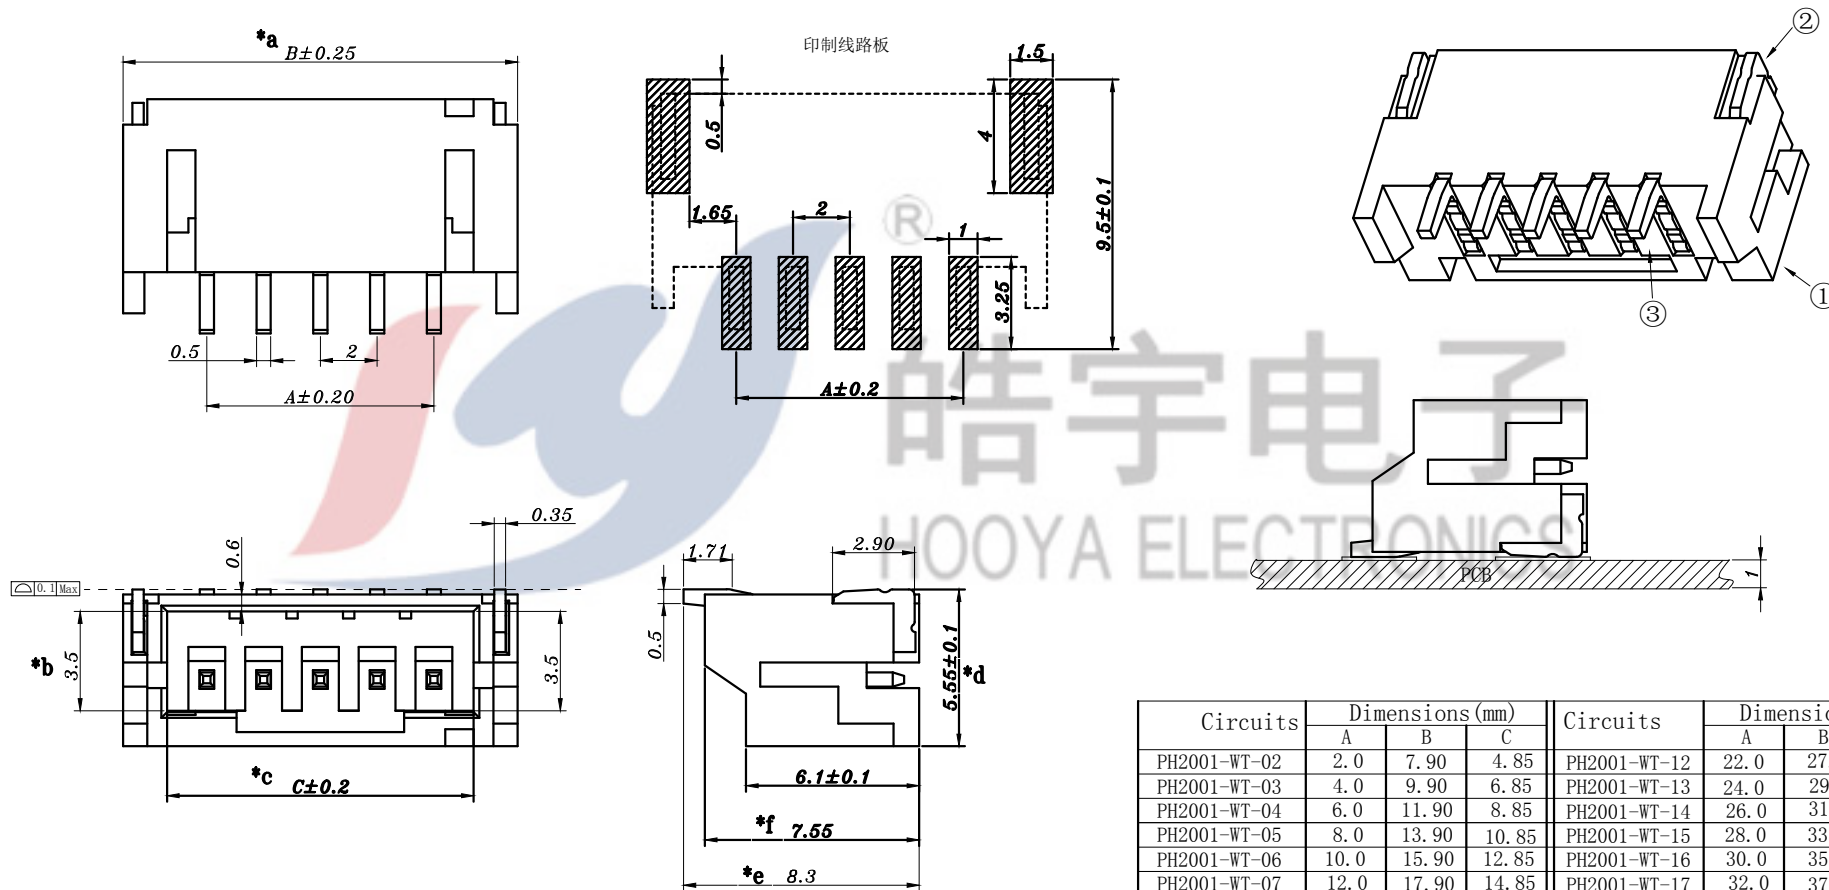 *a
B±0.25
0.5
2
A±0.20
印制线路板
1.5
0.5
4
9.5±0.1
1.65
2
1
3.25
A±0.2
②
①
③
®
皓宇电子
HOOYA ELECTRONICS
PCB
1
0.35
0.6
0.1 Max
*b
3.5
3.5
*c
C±0.2
1.71
2.90
0.5
5.55±0.1
*d
6.1±0.1
*f 7.55
*e 8.3
Circuits Dimensions(mm) Circuits
A B C A B
PH2001-WT-02 2.0 7.90 4.85 PH2001-WT-12 22.0 27
PH2001-WT-03 4.0 9.90 6.85 PH2001-WT-13 24.0 29
PH2001-WT-04 6.0 11.90 8.85 PH2001-WT-14 26.0 31
PH2001-WT-05 8.0 13.90 10.85 PH2001-WT-15 28.0 33
PH2001-WT-06 10.0 15.90 12.85 PH2001-WT-16 30.0 35
PH2001-WT-07 12.0 17.90 14.85 PH2001-WT-17 32.0 37